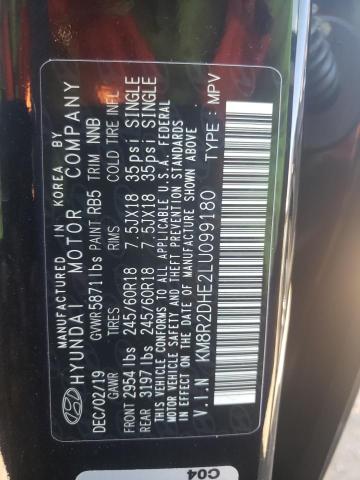 MANUFACTURED IN KOREA BY
HYUNDAI MOTOR COMPANY
DEC/02/19 GVWR 5871 lbs PAINT RB5 TRIM NNB
GAWR TIRES RIMS COLD TIRE INFL
FRONT 2954 lbs 245/60R18 7.5JX18 35psi SINGLE
REAR 3197 lbs 245/60R18 7.5JX18 35psi SINGLE
THIS VEHICLE CONFORMS TO ALL APPLICABLE U.S.A. FEDERAL
MOTOR VEHICLE SAFETY AND THEFT PREVENTION STANDARDS
IN EFFECT ON THE DATE OF MANUFACTURE SHOWN ABOVE.
V.I.N : KM8R2DHE2LU099180 TYPE : MPV
C04